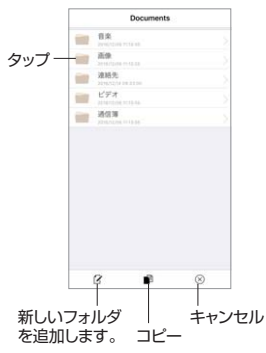 Documents
音楽
画像
連絡先
ビデオ
通信簿
タップ
新しいフォルダ
を追加します。
コピー
キャンセル